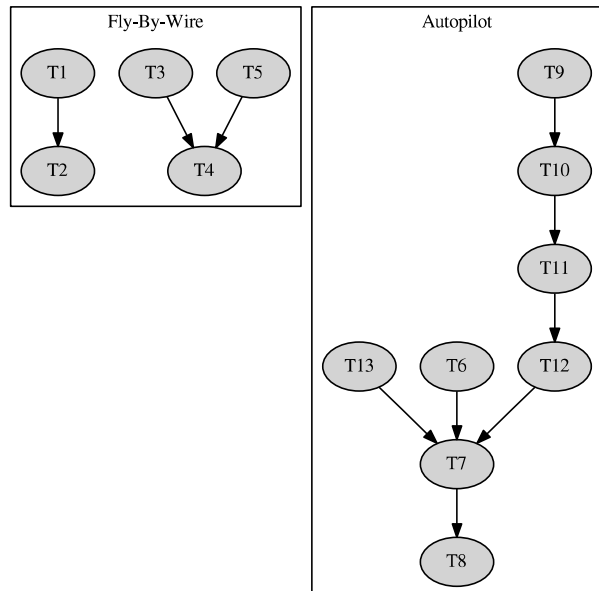 Fly-By-Wire
T1
T3
T5
T2
T4
Autopilot
T9
T10
T11
T13
T6
T12
T7
T8